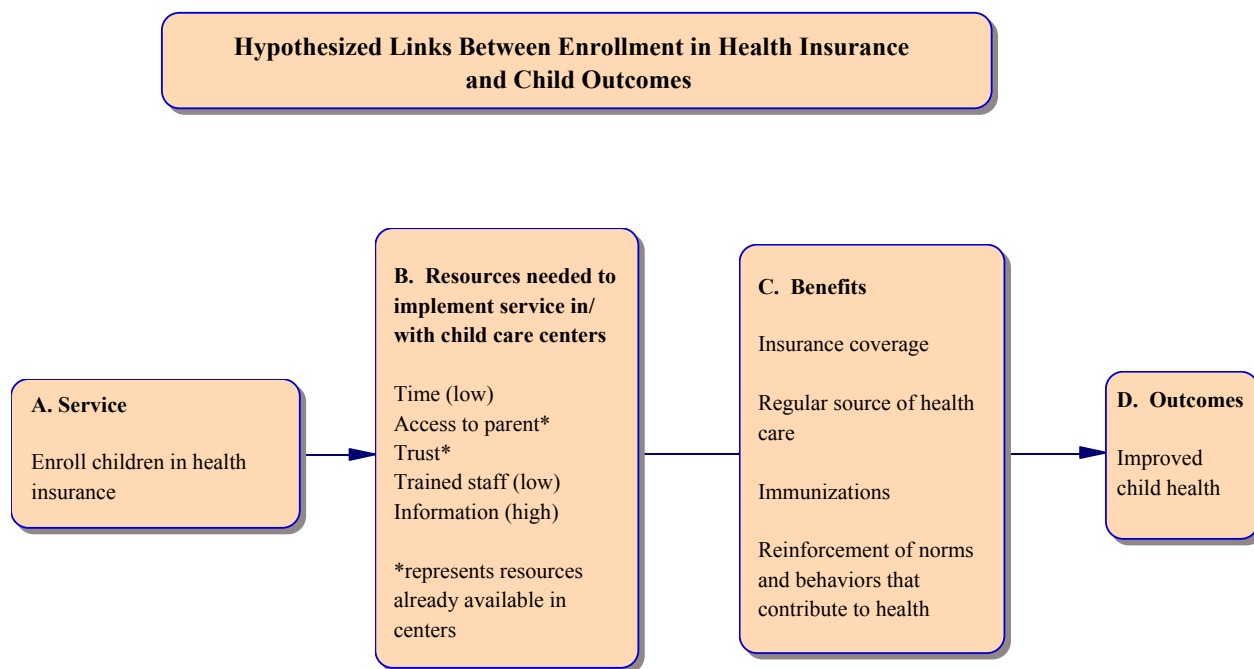 Hypothesized Links Between Enrollment in Health Insurance
and Child Outcomes
A. Service
Enroll children in health
insurance
B.  Resources needed to
implement service in/
with child care centers
Time (low)
Access to parent*
Trust*
Trained staff (low)
Information (high)
*represents resources
already available in
centers
C.  Benefits
Insurance coverage
Regular source of health
care
Immunizations
Reinforcement of norms
and behaviors that
contribute to health
D.  Outcomes
Improved
child health